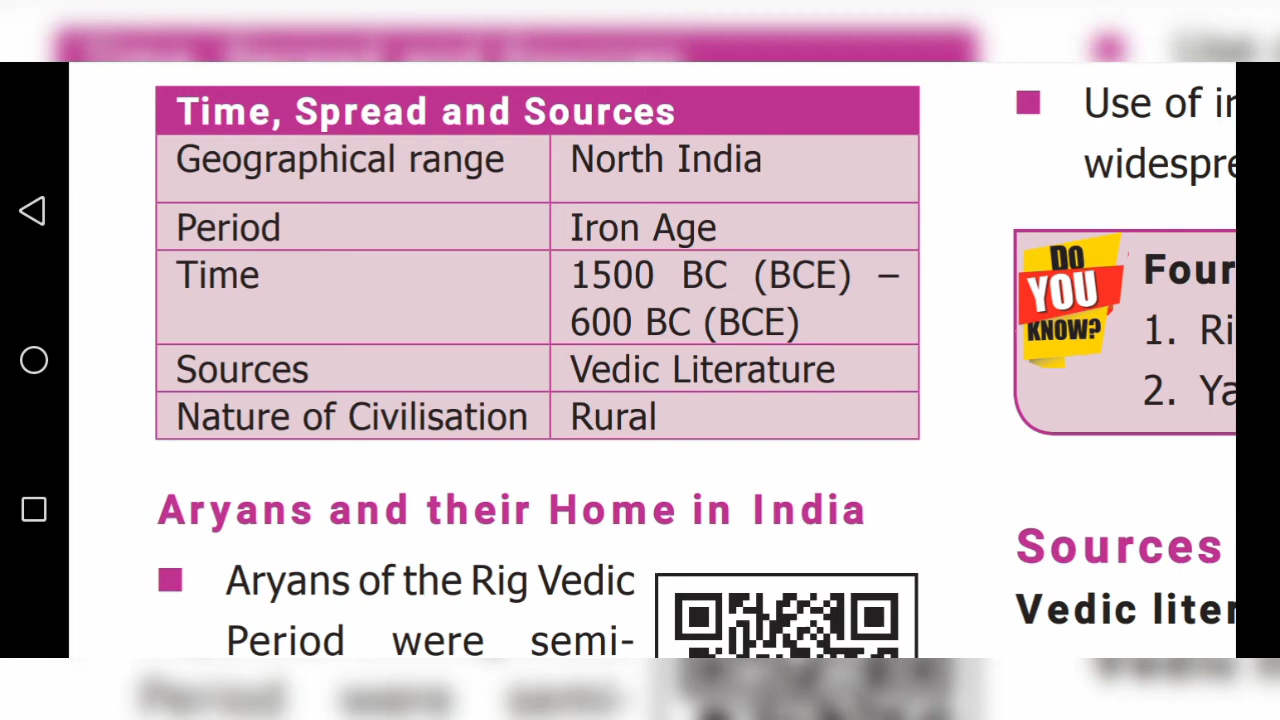 Time, Spread and Sources
Geographical range North India
Period Iron Age
Time 1500 BC (BCE) –
600 BC (BCE)
Sources Vedic Literature
Nature of Civilisation Rural
Aryans and their Home in India
Aryans of the Rig Vedic
Period were semi-
Use of
DO
YOU
KNOW?
Four
1. Ri
2. Ya
Sources
Vedic liter